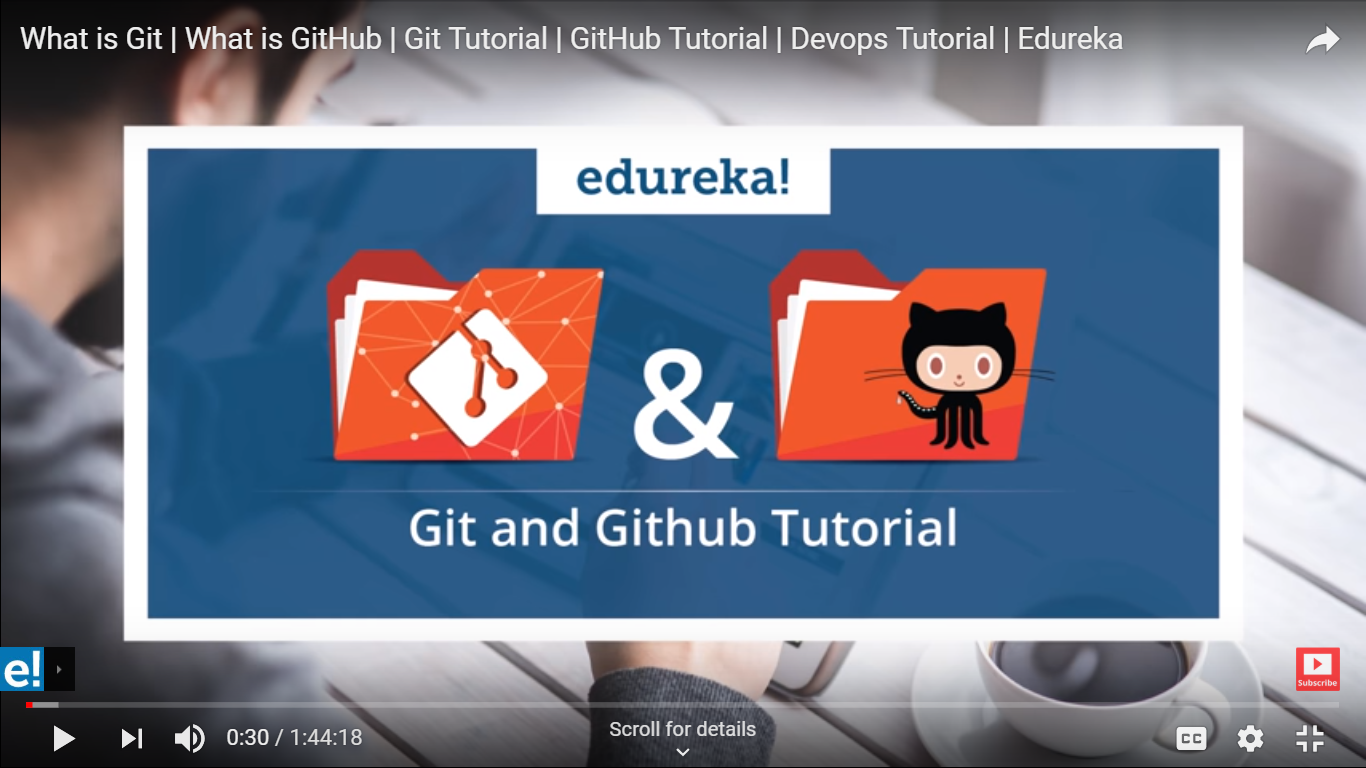 What is Git | What is GitHub | Git Tutorial | GitHub Tutorial | Devops Tutorial | Edureka
edureka!
&
Git and Github Tutorial
e!
Subscribe
0:30 / 1:44:18
Scroll for details
CC